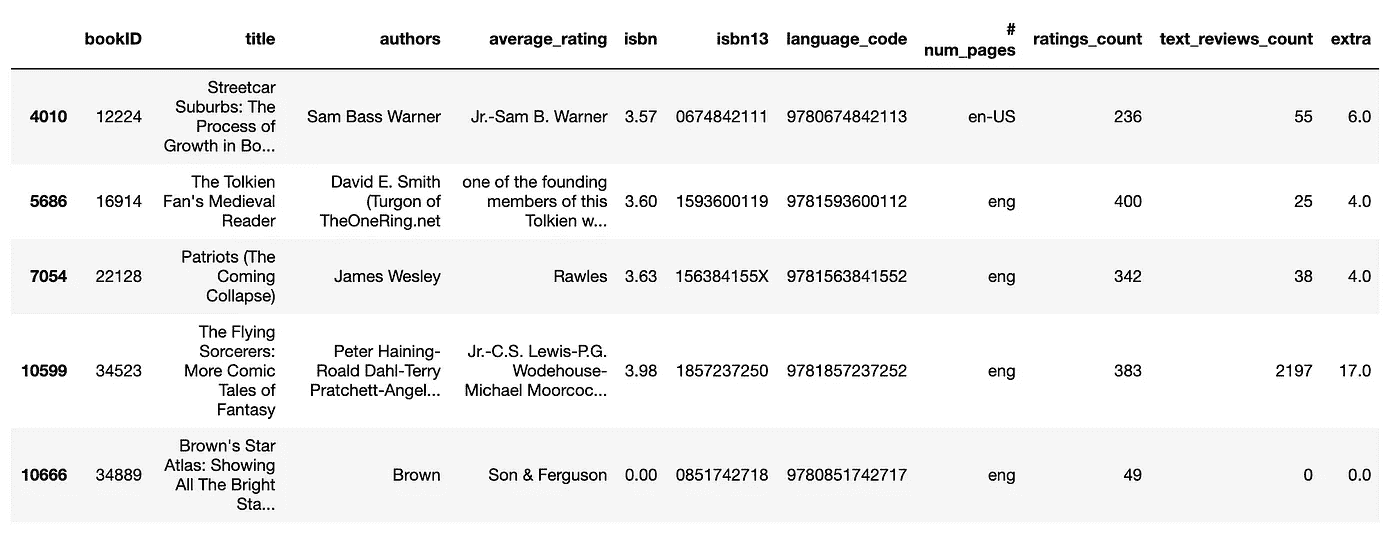 bookID title authors average_rating isbn isbn13 language_code # num_pages ratings_count text_reviews_count extra
4010 12224 Streetcar Suburbs: The Process of Growth in Bo... Sam Bass Warner Jr.-Sam B. Warner 3.57 0674842111 9780674842113 en-US 236 55 6.0
5686 16914 The Tolkien Fan's Medieval Reader David E. Smith (Turgon of TheOneRing.net one of the founding members of this Tolkien w... 3.60 1593600119 9781593600112 eng 400 25 4.0
7054 22128 Patriots (The Coming Collapse) James Wesley Rawles 3.63 156384155X 9781563841552 eng 342 38 4.0
10599 34523 The Flying Sorcerers: More Comic Tales of Fantasy Peter Haining-Roald Dahl-Terry Pratchett-Angel... Jr.-C.S. Lewis-P.G. Wodehouse-Michael Moorcoc... 3.98 1857237250 9781857237252 eng 383 2197 17.0
10666 34889 Brown's Star Atlas: Showing All The Bright Sta... Brown Son & Ferguson 0.00 0851742718 9780851742717 eng 49 0 0.0